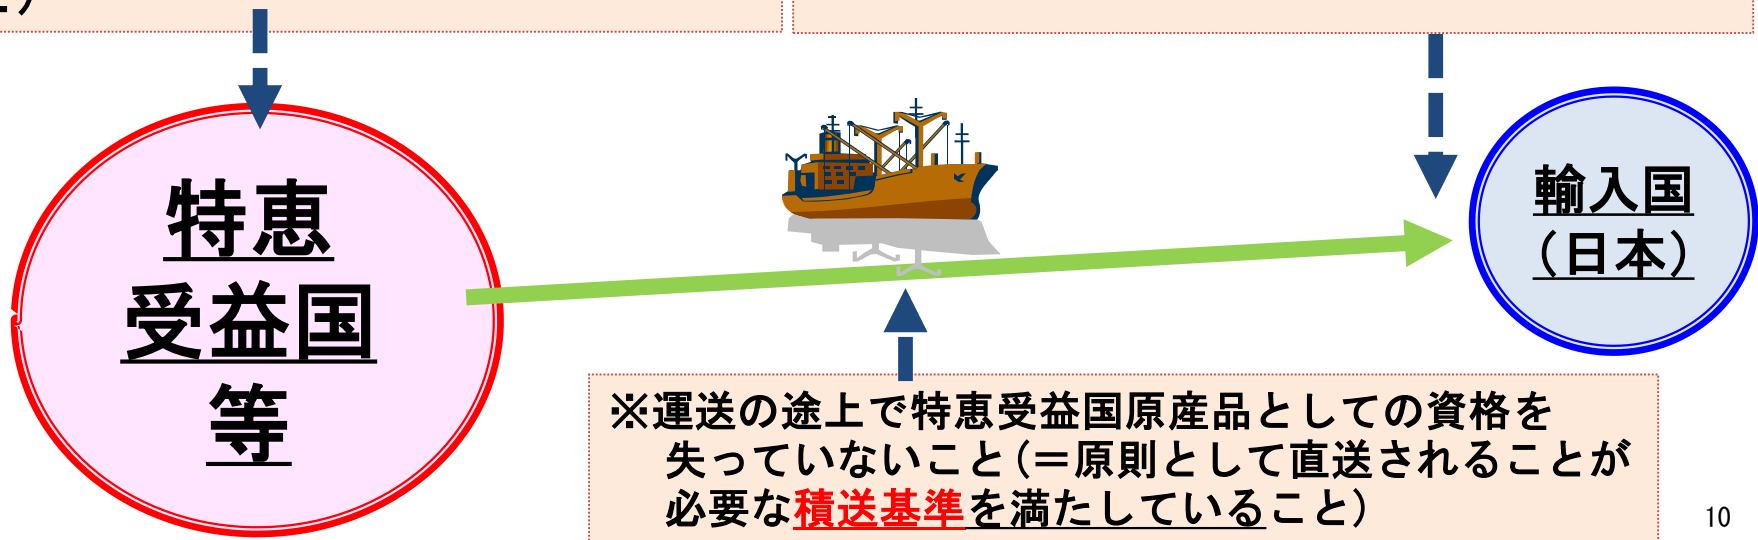 と）
特恵
受益国
等
輸入国
（日本）
※運送の途上で特恵受益国原産品としての資格を
失っていないこと（＝原則として直送されることが
必要な積送基準を満たしていること）
10